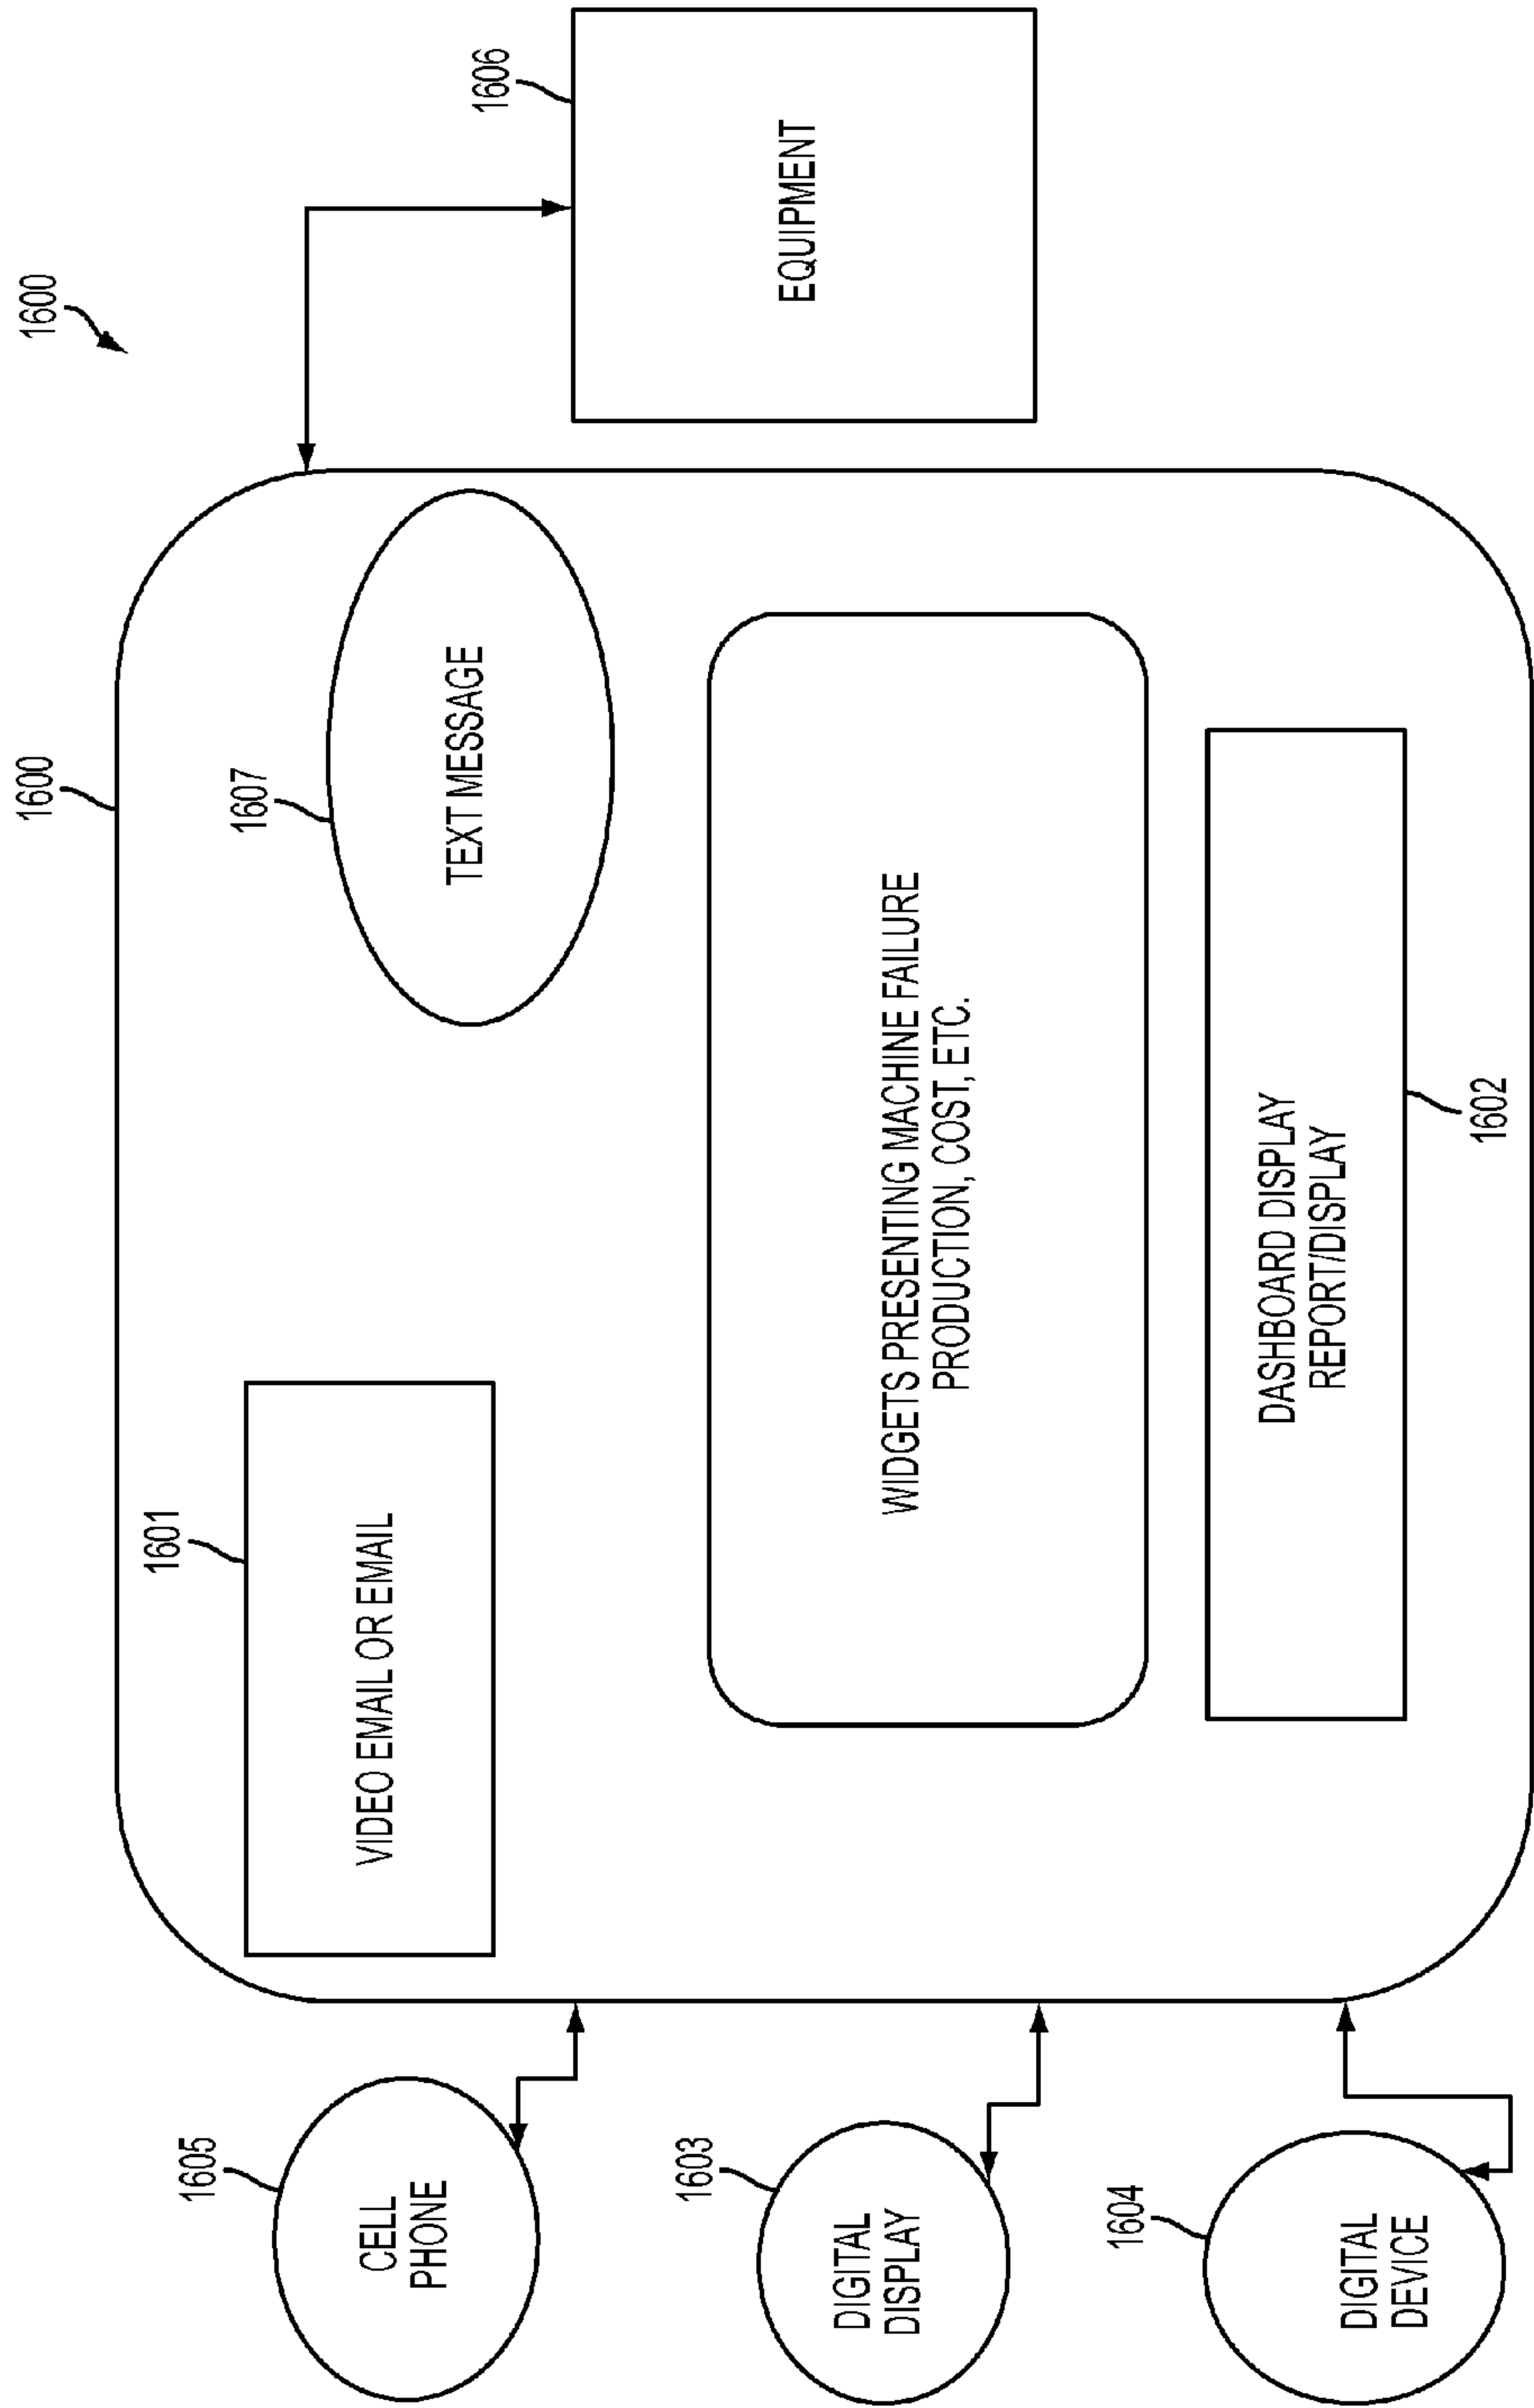 1600
1600
1605
CELL
PHONE
1603
DIGITAL
DISPLAY
1604
DIGITAL
DEVICE
1601
VIDEO EMAIL OR EMAIL
1607
TEXT MESSAGE
WIDGETS PRESENTING MACHINE FAILURE
PRODUCTION, COST, ETC.
DASHBOARD DISPLAY
REPORT/DISPLAY
1602
1606
EQUIPMENT